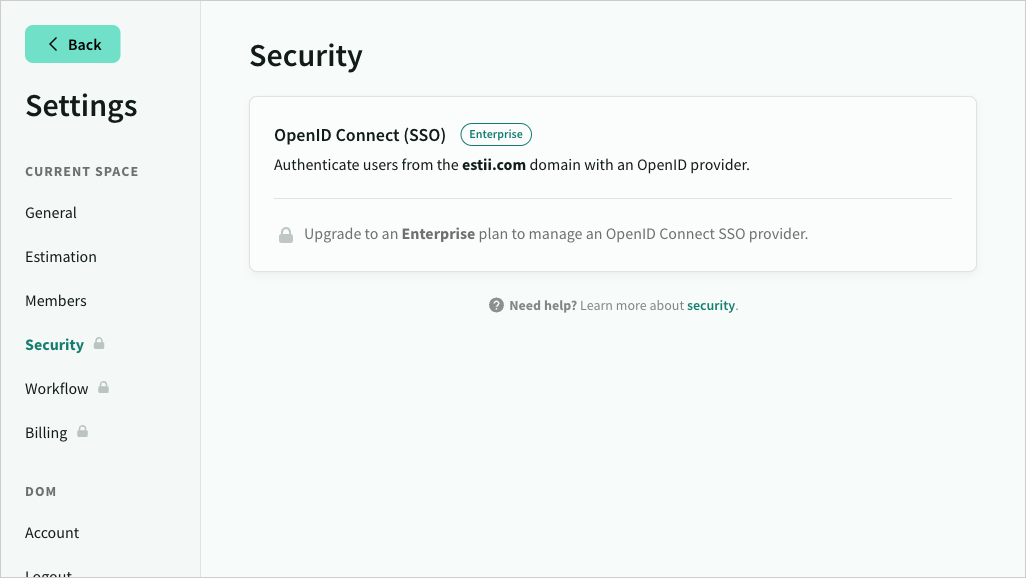 Back
Settings
CURRENT SPACE
General
Estimation
Members
Security
Workflow
Billing
DOM
Account
Logout
Security
OpenID Connect (SSO) Enterprise
Authenticate users from the estii.com domain with an OpenID provider.
Upgrade to an Enterprise plan to manage an OpenID Connect SSO provider.
Need help? Learn more about security.